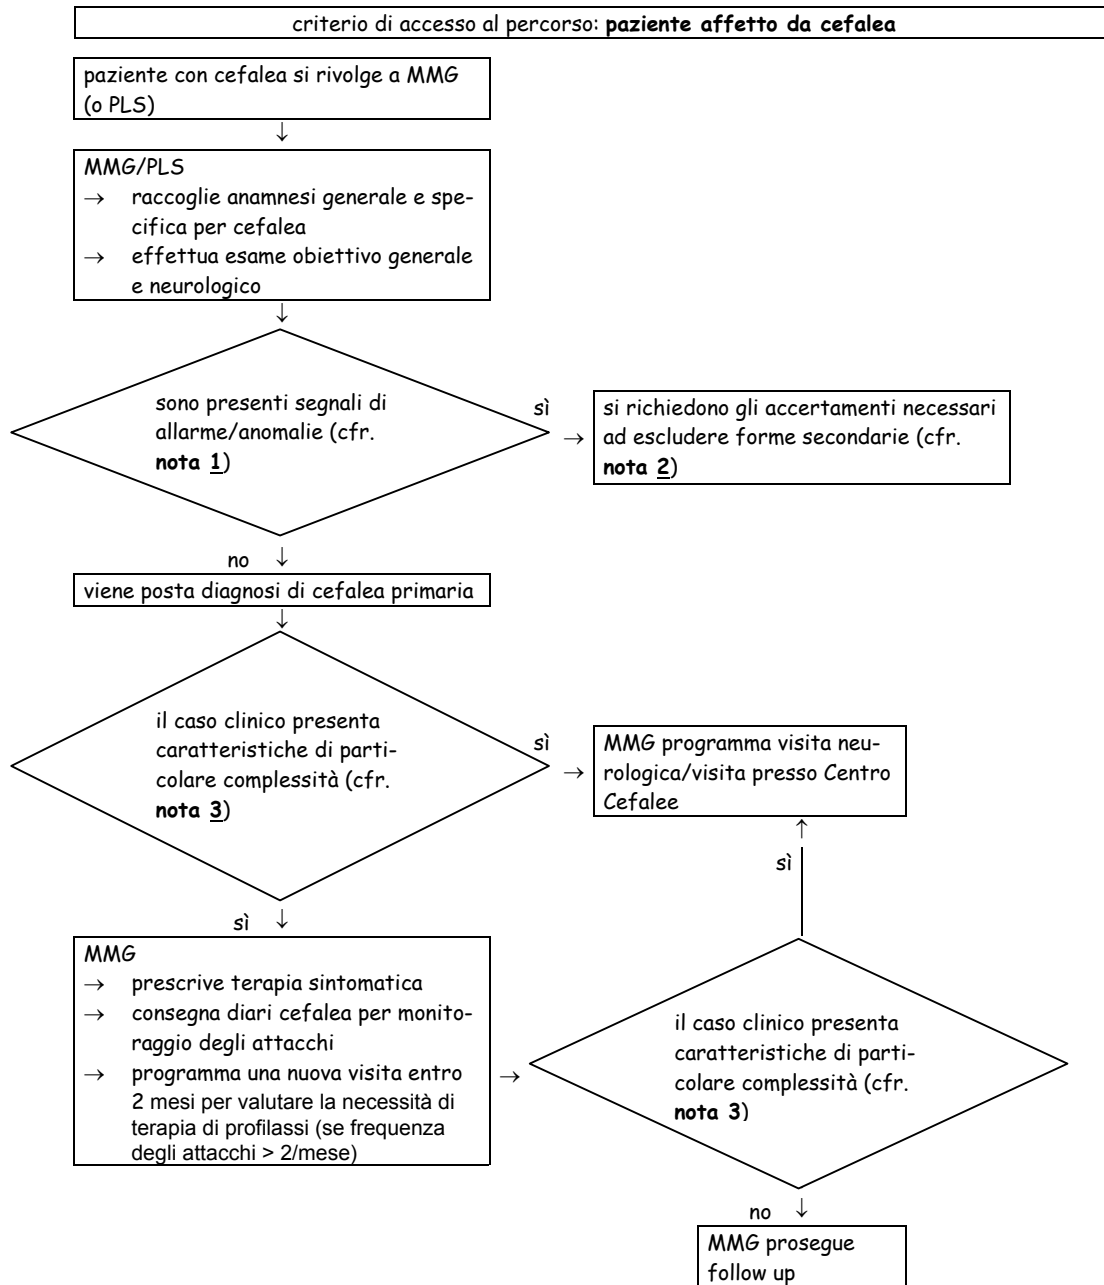 criterio di accesso al percorso: paziente affetto da cefalea
paziente con cefalea si rivolge a MMG
(o PLS)
↓
MMG/PLS
→ raccoglie anamnesi generale e spe-
cifica per cefalea
→ effettua esame obiettivo generale
e neurologico
↓
sono presenti segnali di
allarme/anomalie (cfr.
nota 1)
sì
→
si richiedono gli accertamenti necessari
ad escludere forme secondarie (cfr.
nota 2)
no ↓
viene posta diagnosi di cefalea primaria
↓
il caso clinico presenta
caratteristiche di parti-
colare complessità (cfr.
nota 3)
sì
→
MMG programma visita neu-
rologica/visita presso Centro
Cefalee
↑
sì
sì ↓
MMG
→ prescrive terapia sintomatica
→ consegna diari cefalea per monito-
raggio degli attacchi
→ programma una nuova visita entro
2 mesi per valutare la necessità di
terapia di profilassi (se frequenza
degli attacchi > 2/mese)
→
il caso clinico presenta
caratteristiche di parti-
colare complessità (cfr.
nota 3)
no ↓
MMG prosegue
follow up